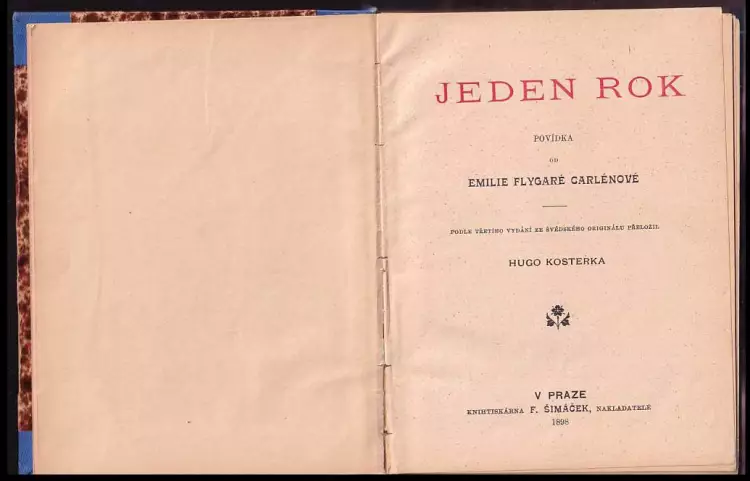 JEDEN ROK
POVÍDKA
OD
EMILIE FLYGARÉ CARLÉNOVÉ
PODLE TŘETÍHO VYDÁNÍ ZE ŠVÉDSKÉHO ORIGINÁLU PŘELOŽIL
HUGO KOSTERKA
V PRAZE
KNIHTISKÁRNA F. ŠIMÁČEK, NAKLADATELÉ
1898